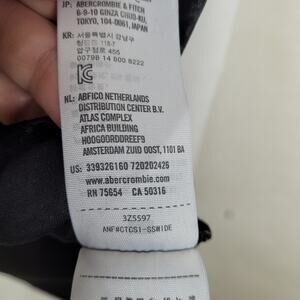 JP: ABERCROMBIE & FITCH
6-9-10 GINZA CHUO-KU,
TOKYO, 104-0061, JAPAN
KR: 서울특별시 강남구
압구정로 455
0079B 14 000 8222
NL: ABFICO NETHERLANDS
DISTRIBUTION CENTER B.V.
ATLAS COMPLEX
AFRICA BUILDING
HOOGOORDDREEF9
AMSTERDAM ZUID OOST, 1101 BA
US: 339326160 720202426
www.abercrombie.com
RN 75654 CA 50316
3Z5597
ANF#CTCS1-SSWIDE